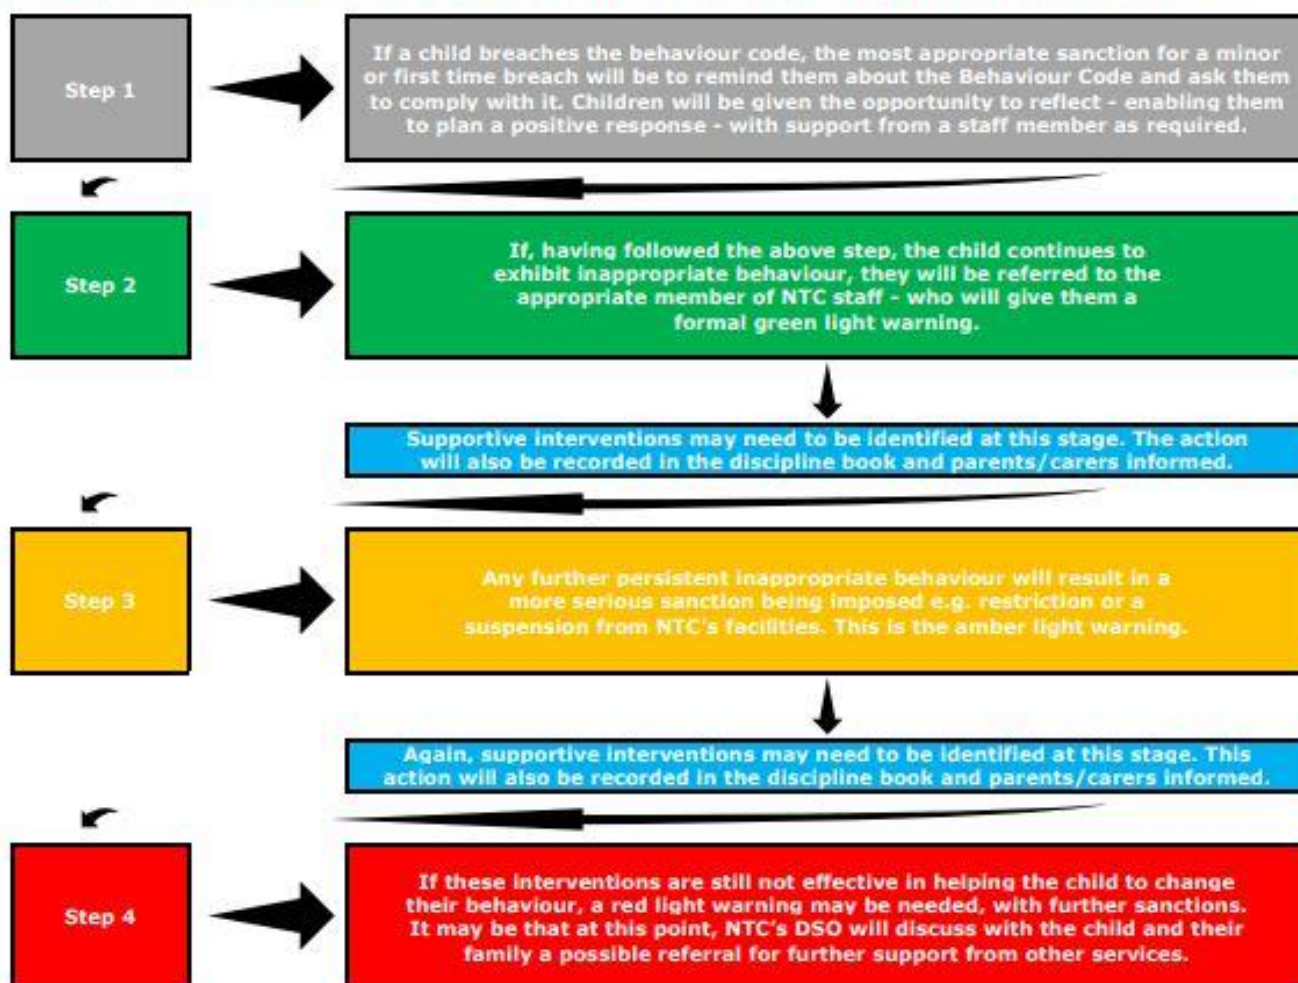 Step 1
If a child breaches the behaviour code, the most appropriate sanction for a minor
or first time breach will be to remind them about the Behaviour Code and ask them
to comply with it. Children will be given the opportunity to reflect - enabling them
to plan a positive response - with support from a staff member as required.
Step 2
If, having followed the above step, the child continues to
exhibit inappropriate behaviour, they will be referred to the
appropriate member of NTC staff - who will give them a
formal green light warning.
Supportive interventions may need to be identified at this stage. The action
will also be recorded in the discipline book and parents/carers informed.
Step 3
Any further persistent inappropriate behaviour will result in a
more serious sanction being imposed e.g. restriction or a
suspension from NTC's facilities. This is the amber light warning.
Again, supportive interventions may need to be identified at this stage. This
action will also be recorded in the discipline book and parents/carers informed.
Step 4
If these interventions are still not effective in helping the child to change
their behaviour, a red light warning may be needed, with further sanctions.
It may be that at this point, NTC's DSO will discuss with the child and their
family a possible referral for further support from other services.